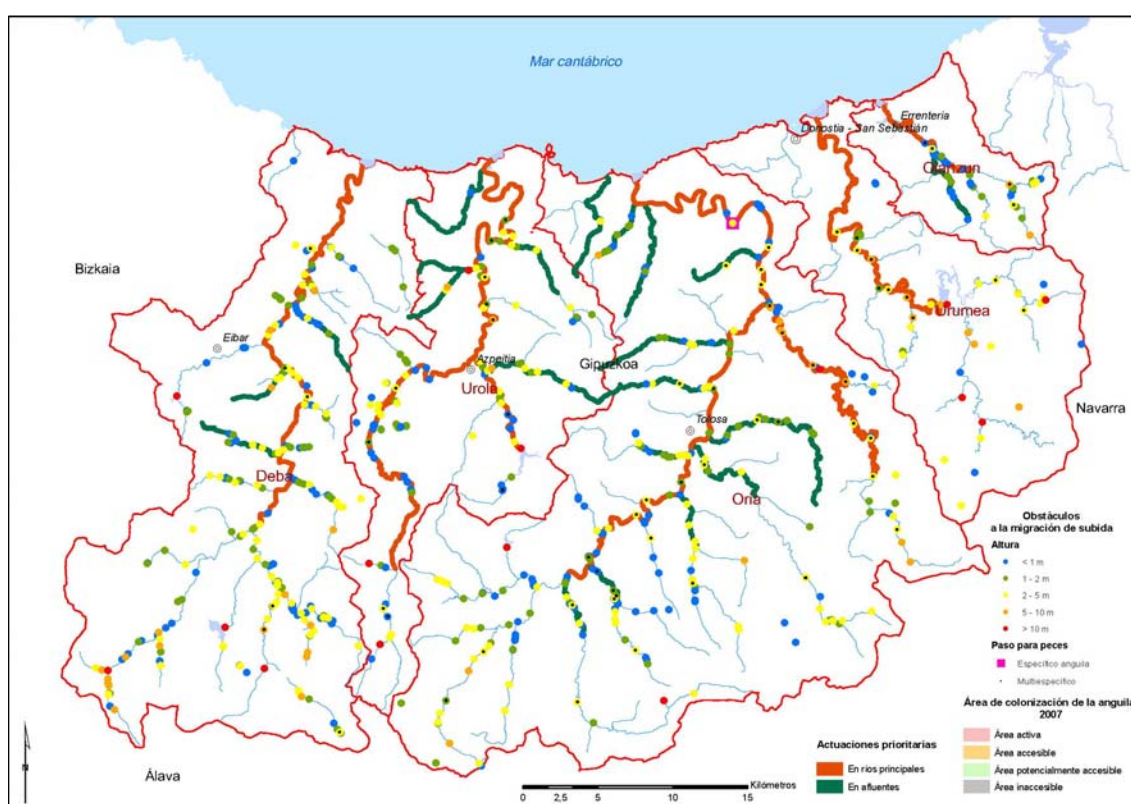 Mar cantábrico
Errenteria
Donostia - San Sebastián
Oiartzun
Bizkaia
Eibar
Azpeitia
Gipuzkoa
Urumea
Urola
Navarra
Tolosa
Deba
Oria
Álava
N
Obstáculos
a la migración de subida
Altura
< 1 m
1 - 2 m
2 - 5 m
5 - 10 m
> 10 m
Paso para peces
Específico anguila
Multiespecífico
Área de colonización de la anguila
2007
Área activa
Área accesible
Área potencialmente accesible
Área inaccesible
Actuaciones prioritarias
En ríos principales
En afluentes
Kilómetros
0 2,5 5 10 15